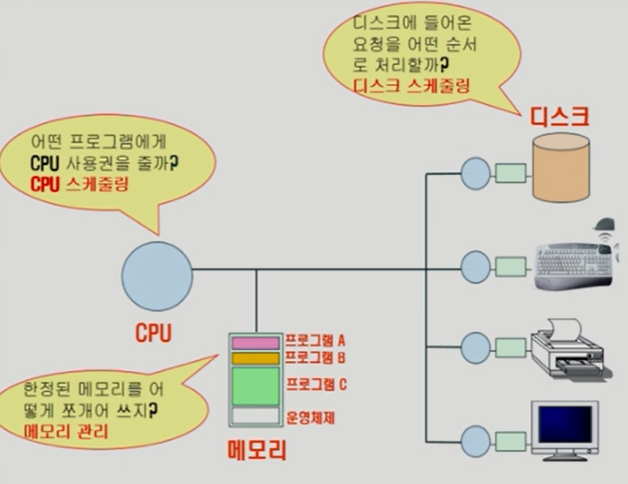 디스크에 들어온
요청을 어떤 순서
로 처리할까?
디스크 스케줄링
디스크
어떤 프로그램에게
CPU 사용권을 줄까?
CPU 스케줄링
CPU
프로그램 A
프로그램 B
프로그램 C
운영체제
메모리
한정된 메모리를 어
떻게 쪼개어 쓰지?
메모리 관리